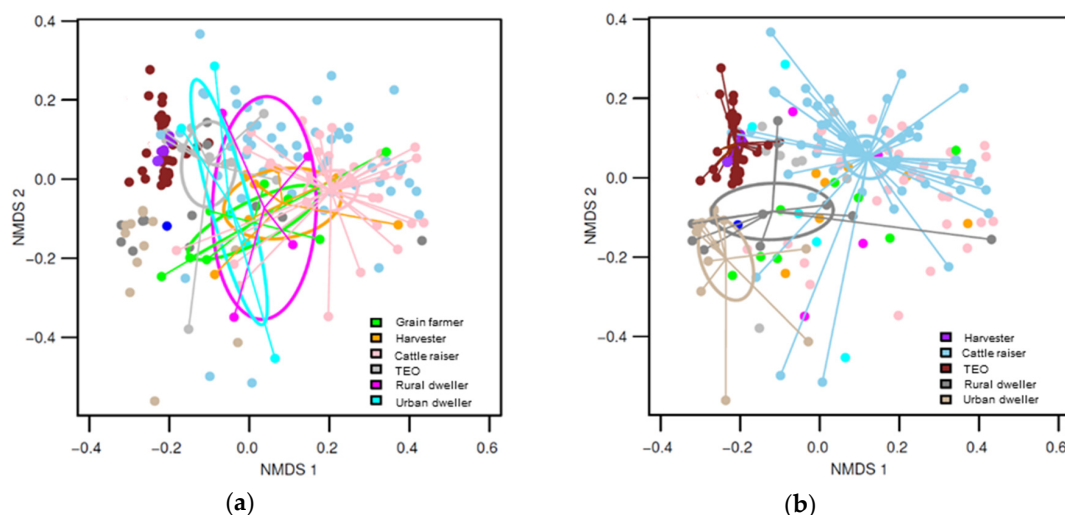 0.4
0.2
0.0
−0.2
−0.4
NMDS 2
Grain farmer
Harvester
Cattle raiser
TEO
Rural dweller
Urban dweller
−0.4 −0.2 0.0 0.2 0.4 0.6
NMDS 1
(a)
0.4
0.2
0.0
−0.2
−0.4
NMDS 2
Harvester
Cattle raiser
TEO
Rural dweller
Urban dweller
−0.4 −0.2 0.0 0.2 0.4 0.6
NMDS 1
(b)